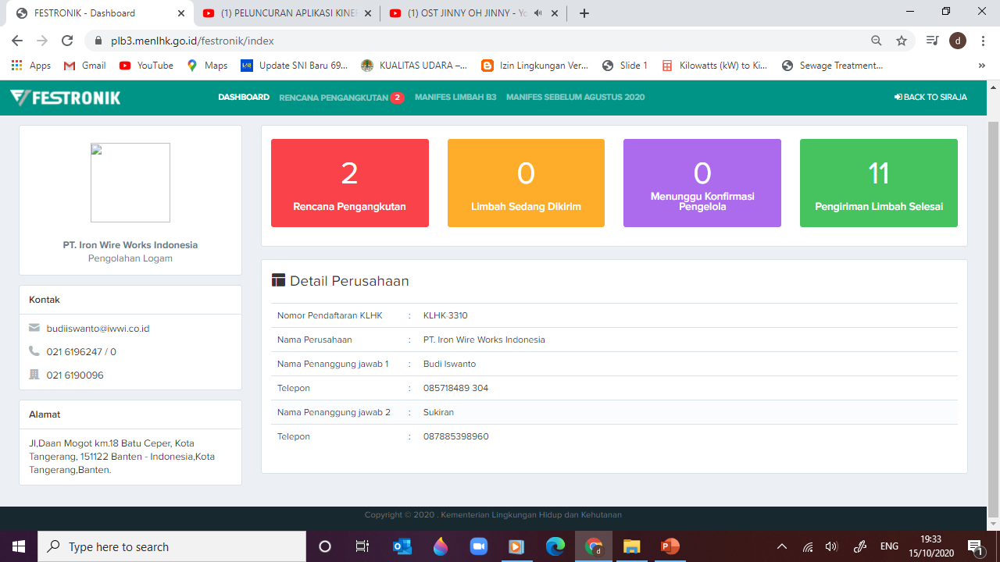 FESTRONIK - Dashboard
(1) PELUNCURAN APLIKASI KINER
(1) OST JINNY OH JINNY - Yo
plb3.menlhk.go.id/festronik/index
d
Apps
Gmail
YouTube
Maps
Update SNI Baru 69...
KUALITAS UDARA –...
Izin Lingkungan Ver...
Slide 1
Kilowatts (kW) to Ki...
Sewage Treatment...
»
FESTRONIK
DASHBOARD
RENCANA PENGANGKUTAN 2
MANIFES LIMBAH B3
MANIFES SEBELUM AGUSTUS 2020
BACK TO SIRAJA
PT. Iron Wire Works Indonesia
Pengolahan Logam
Kontak
budiiswanto@iwwi.co.id
021 6196247 / 0
021 6190096
Alamat
Jl,Daan Mogot km.18 Batu Ceper, Kota
Tangerang, 151122 Banten - Indonesia,Kota
Tangerang,Banten.
2
Rencana Pengangkutan
0
Limbah Sedang Dikirim
0
Menunggu Konfirmasi
Pengelola
11
Pengiriman Limbah Selesai
Detail Perusahaan
Nomor Pendaftaran KLHK : KLHK-3310
Nama Perusahaan : PT. Iron Wire Works Indonesia
Nama Penanggung jawab 1 : Budi Iswanto
Telepon : 085718489 304
Nama Penanggung jawab 2 : Sukiran
Telepon : 087885398960
Copyright © 2020 . Kementerian Lingkungan Hidup dan Kehutanan
Type here to search
ENG
19:33
15/10/2020
1